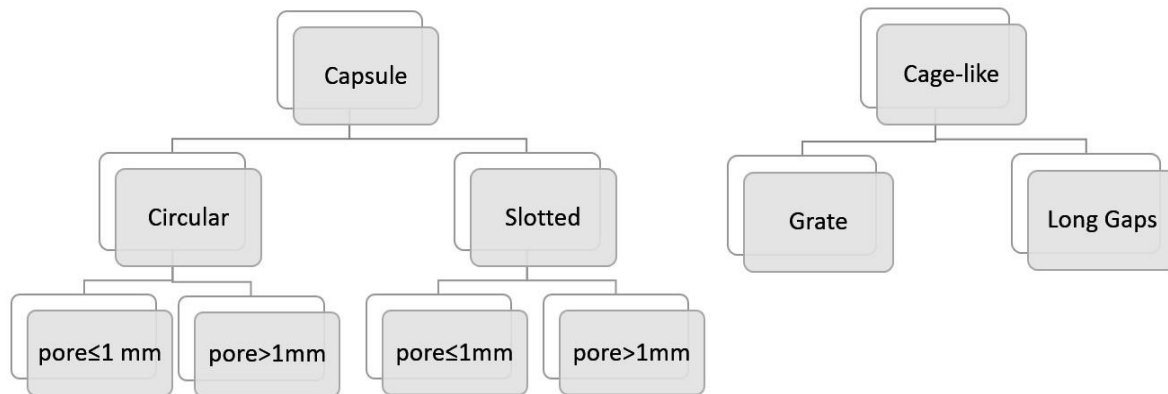 Capsule
Cage-like
Circular
Slotted
Grate
Long Gaps
pore≤1 mm
pore>1mm
pore≤1mm
pore>1mm